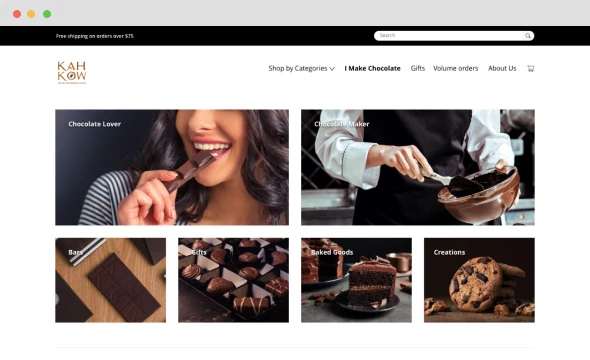 Free shipping on orders over $75
Search
KAH
KOW
Shop by Categories
I Make Chocolate
Gifts
Volume orders
About Us
Chocolate Lover
Chocolate Maker
Bars
Gifts
Baked Goods
Creations